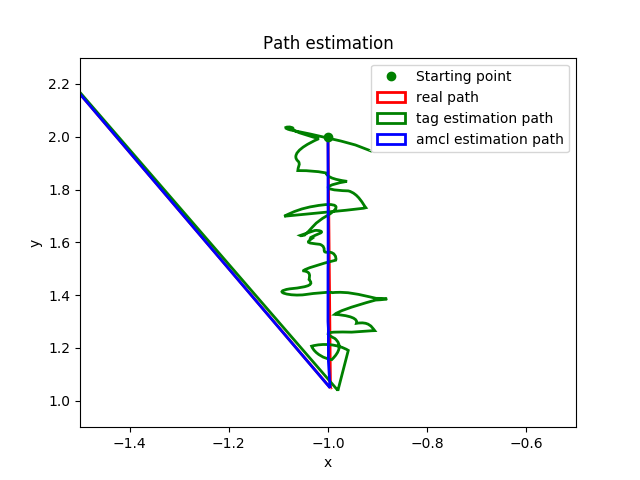 Path estimation
Starting point
real path
tag estimation path
amcl estimation path
2.2
2.0
1.8
1.6
1.4
1.2
1.0
y
−1.4
−1.2
−1.0
−0.8
−0.6
x